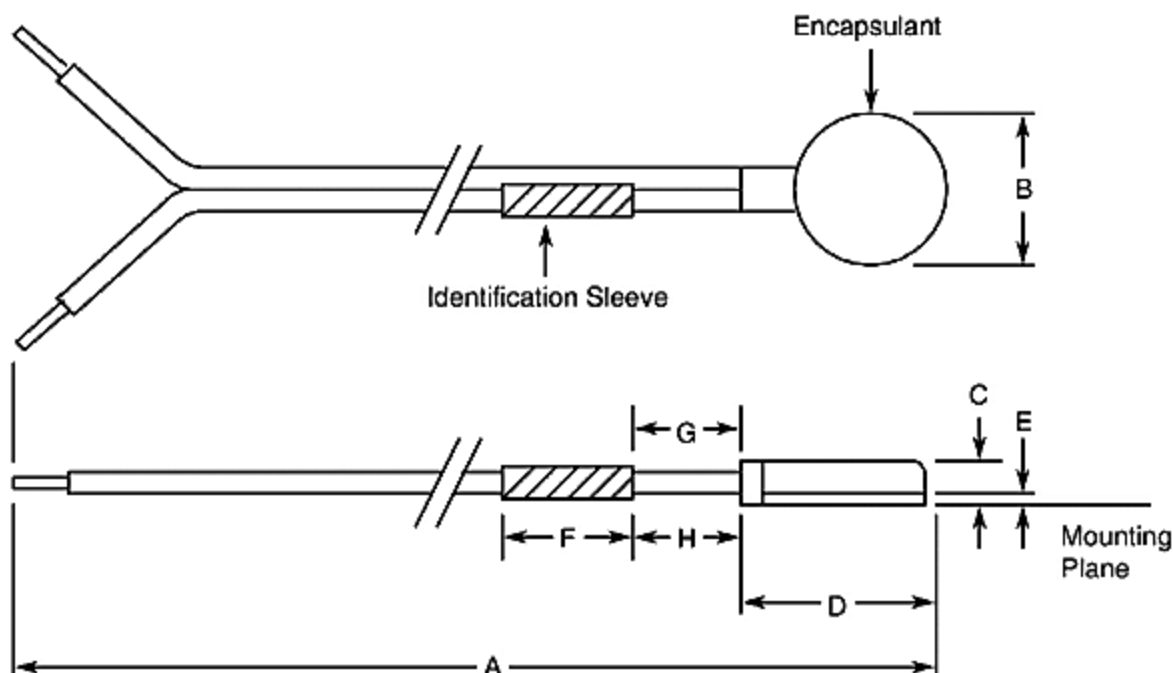 Encapsulant
B
Identification Sleeve
C
E
G
F
H
Mounting
Plane
D
A